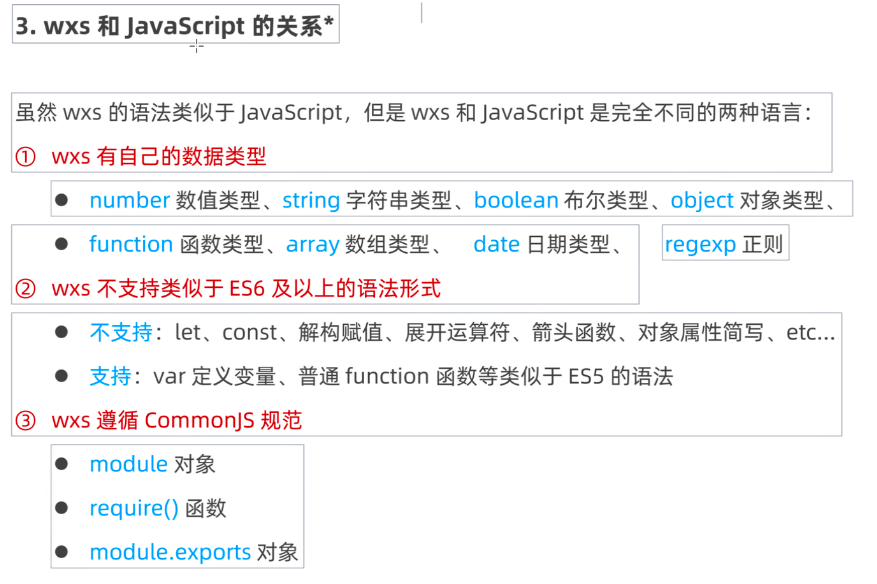 3. wxs 和 JavaScript 的关系*
虽然 wxs 的语法类似于 JavaScript，但是 wxs 和 JavaScript 是完全不同的两种语言：
① wxs 有自己的数据类型
● number 数值类型、string 字符串类型、boolean 布尔类型、object 对象类型、
● function 函数类型、array 数组类型、 date 日期类型、 regexp 正则
② wxs 不支持类似于 ES6 及以上的语法形式
● 不支持：let、const、解构赋值、展开运算符、箭头函数、对象属性简写、etc...
● 支持：var 定义变量、普通 function 函数等类似于 ES5 的语法
③ wxs 遵循 CommonJS 规范
● module 对象
● require() 函数
● module.exports 对象